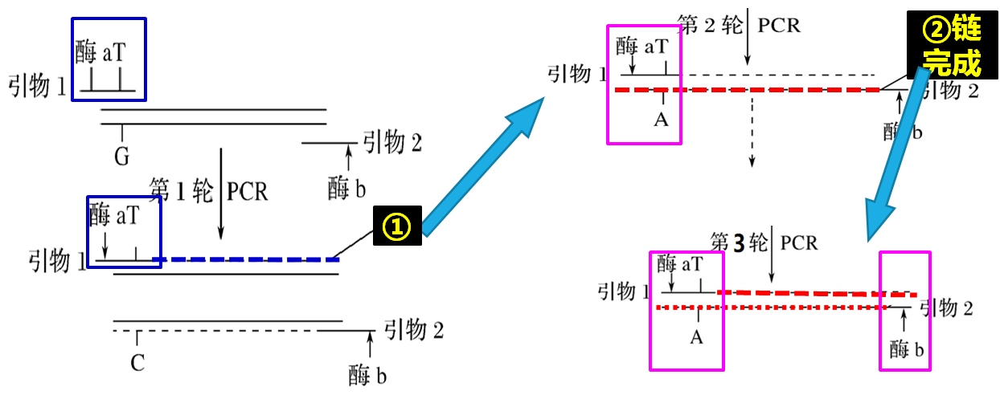 酶 aT
引物 1
G
引物 2
酶 b
第 1 轮 PCR
①
酶 aT
引物 1
引物 2
C
酶 b
第 2 轮 PCR
②链
完成
酶 aT
引物 1
引物 2
A
酶 b
第 3 轮 PCR
酶 aT
引物 1
引物 2
A
酶 b